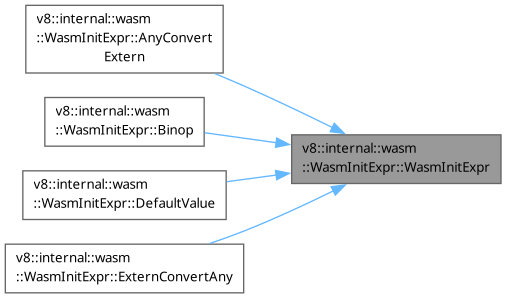 v8::internal::wasm
::WasmInitExpr::AnyConvert
Extern
v8::internal::wasm
::WasmInitExpr::Binop
v8::internal::wasm
::WasmInitExpr::WasmInitExpr
v8::internal::wasm
::WasmInitExpr::DefaultValue
v8::internal::wasm
::WasmInitExpr::ExternConvertAny